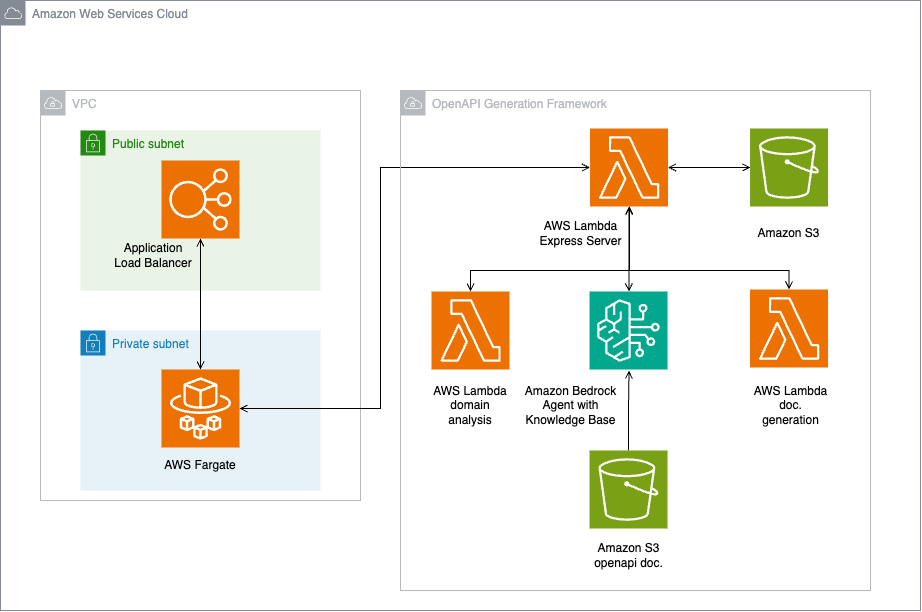 Amazon Web Services Cloud
VPC
Public subnet
Application
Load Balancer
Private subnet
AWS Fargate
OpenAPI Generation Framework
AWS Lambda
Express Server
Amazon S3
AWS Lambda
domain
analysis
Amazon Bedrock
Agent with
Knowledge Base
AWS Lambda
doc.
generation
Amazon S3
openapi doc.